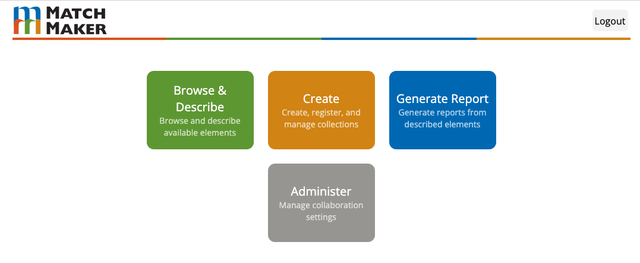 MATCH
MAKER
Logout
Browse &
Describe
Browse and describe
available elements
Create
Create, register, and
manage collections
Generate Report
Generate reports from
described elements
Administer
Manage collaboration
settings